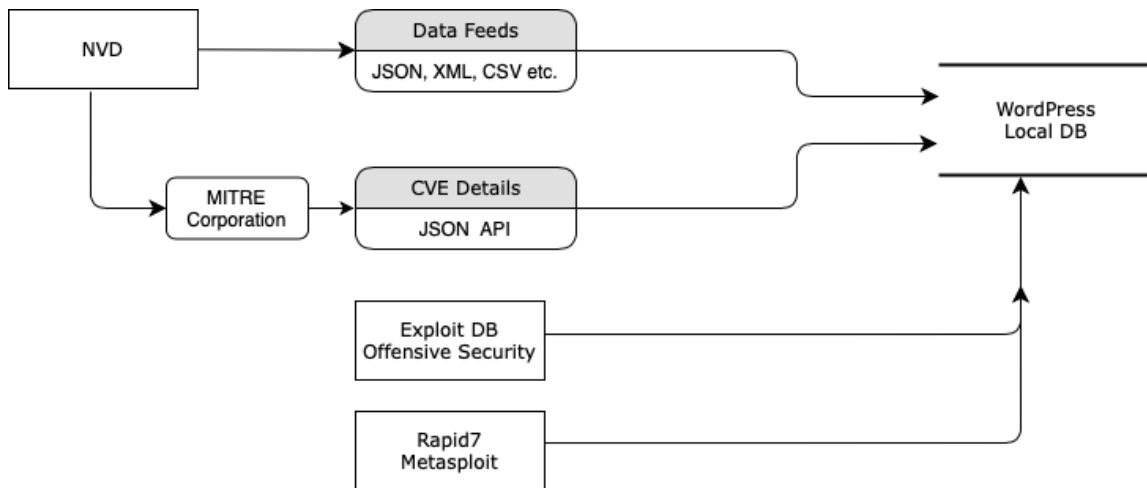 NVD
Data Feeds
JSON, XML, CSV etc.
WordPress
Local DB
MITRE
Corporation
CVE Details
JSON API
Exploit DB
Offensive Security
Rapid7
Metasploit